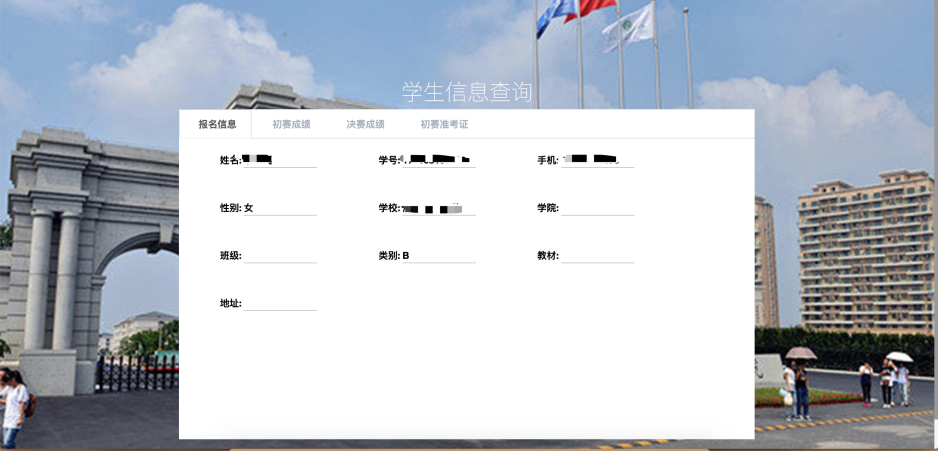 学生信息查询
报名信息 初赛成绩 决赛成绩 初赛准考证
姓名: 学号: 手机:
性别: 女 学校: 学院:
班级: 类别: B 教材:
地址: